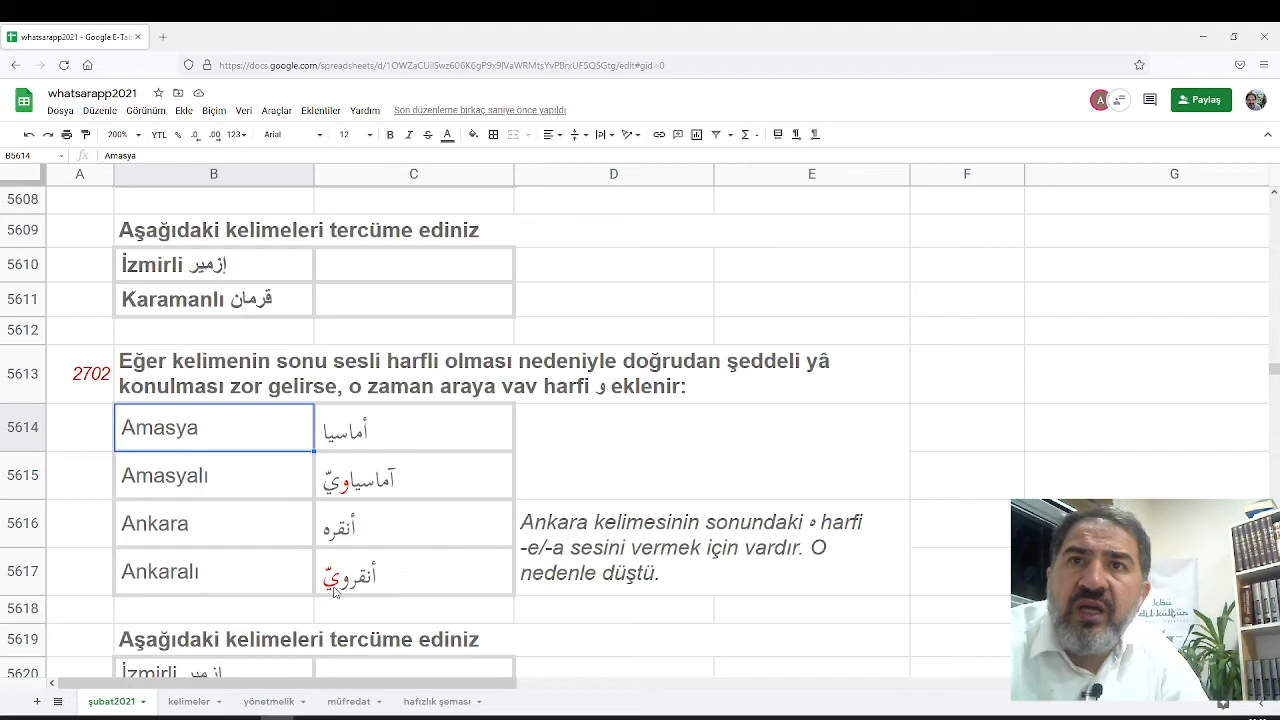 whatsarapp2021 - Google E-Tab
https://docs.google.com/spreadsheets/d/1OWZaCUilSwz606K6gP9x9IVaWRMtsYvPBrxUF5QSGtg/edit#gid=0
whatsarapp2021
Dosya Düzenle Görünüm Ekle Biçim Veri Araçlar Eklentiler Yardım Son düzenleme birkaç saniye önce yapıldı
A
Paylaş
200% YTL % .0 .00 123 Arial 12 B I S A
B5614 fx Amasya
A B C D E F G
5608
5609 Aşağıdaki kelimeleri tercüme ediniz
5610 İzmirli إزمير
5611 Karamanlı قرمان
5612
5613 2702 Eğer kelimenin sonu sesli harfli olması nedeniyle doğrudan şeddeli yâ
konulması zor gelirse, o zaman araya vav harfi و eklenir:
5614 Amasya أماسيا
5615 Amasyalı آماسياويّ
5616 Ankara أنقره
5617 Ankaralı أنقرويّ
Ankara kelimesinin sonundaki ه harfi
-e/-a sesini vermek için vardır. O
nedenle düştü.
5618
5619 Aşağıdaki kelimeleri tercüme ediniz
5620 İzmirli إزمير
şubat2021 kelimeler yönetmelik müfredat hafızlık şeması